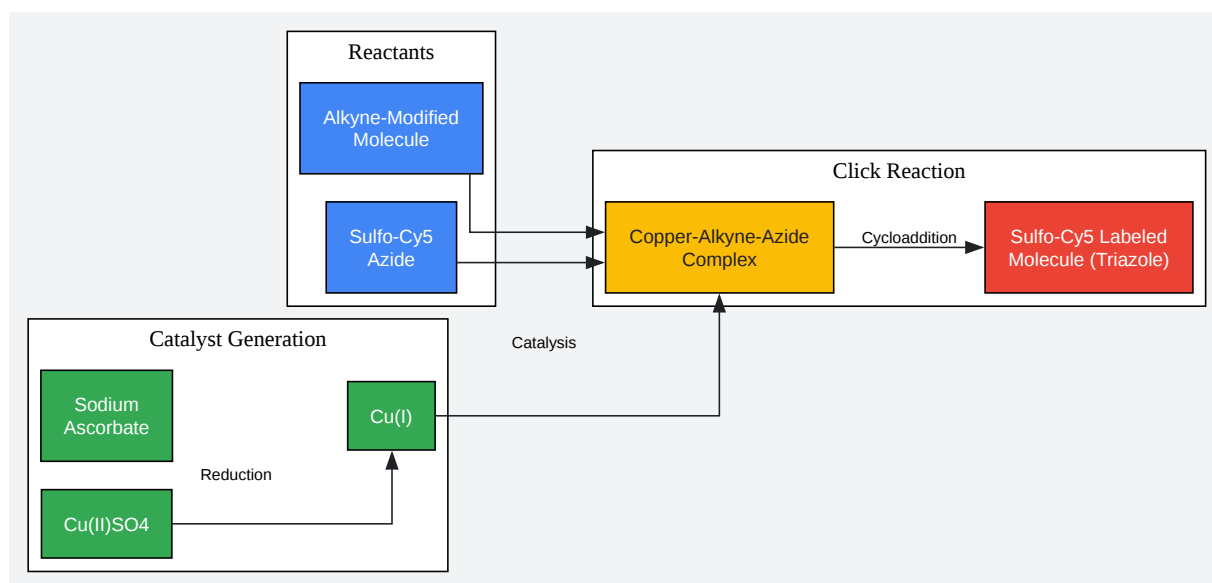 Reactants
Alkyne-Modified
Molecule
Sulfo-Cy5
Azide
Click Reaction
Copper-Alkyne-Azide
Complex
Cycloaddition
Sulfo-Cy5 Labeled
Molecule (Triazole)
Catalyst Generation
Sodium
Ascorbate
Cu(I)
Reduction
Cu(II)SO4
Catalysis